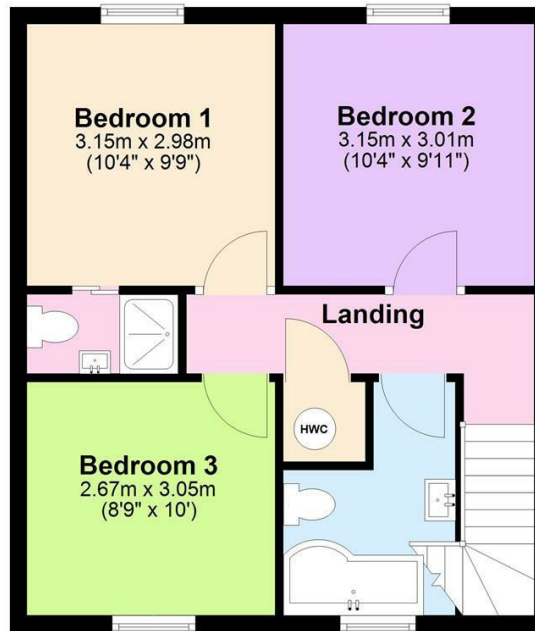 Bedroom 1
3.15m x 2.98m
(10'4" x 9'9")
Bedroom 2
3.15m x 3.01m
(10'4" x 9'11")
Landing
HWC
Bedroom 3
2.67m x 3.05m
(8'9" x 10')